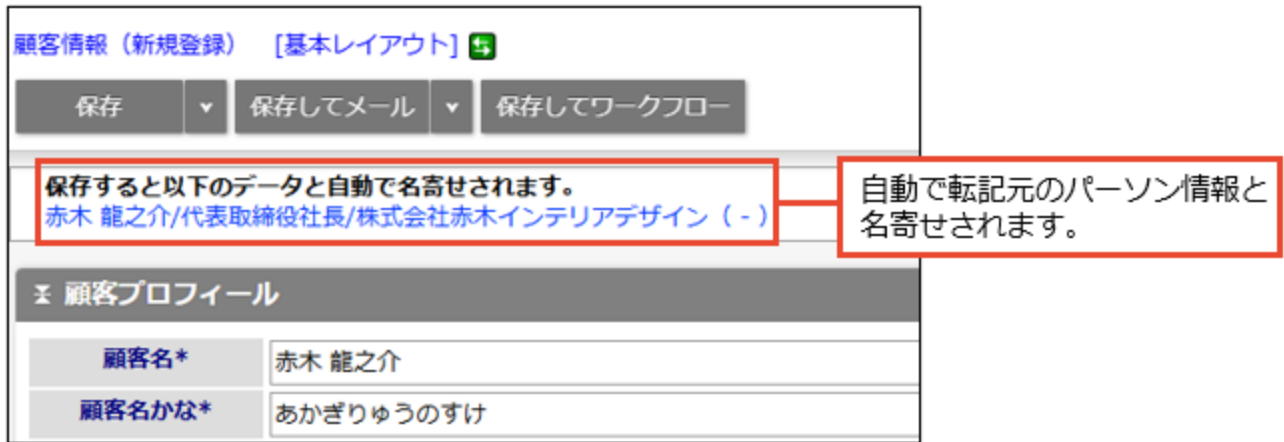 顧客情報（新規登録） [基本レイアウト]
保存 保存してメール 保存してワークフロー
保存すると以下のデータと自動で名寄せされます。
赤木 龍之介/代表取締役社長/株式会社赤木インテリアデザイン（ - ）
自動で転記元のパーソン情報と
名寄せされます。
顧客プロフィール
顧客名* 赤木 龍之介
顧客名かな* あかぎりゅうのすけ